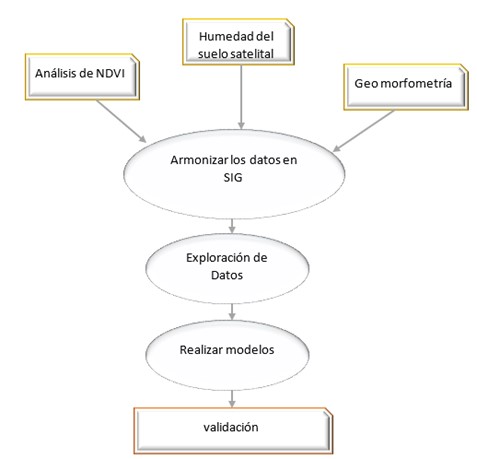 Humedad del
suelo satelital
Análisis de NDVI
Geo morfometría
Armonizar los datos en
SIG
Exploración de
Datos
Realizar modelos
validación